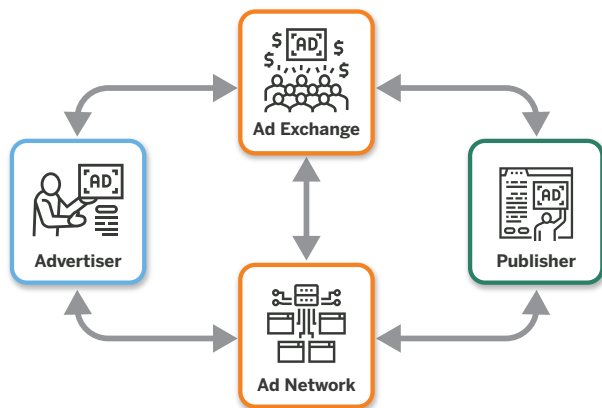 $ $ $ $
AD
Ad Exchange
AD
Advertiser
AD
Publisher
Ad Network